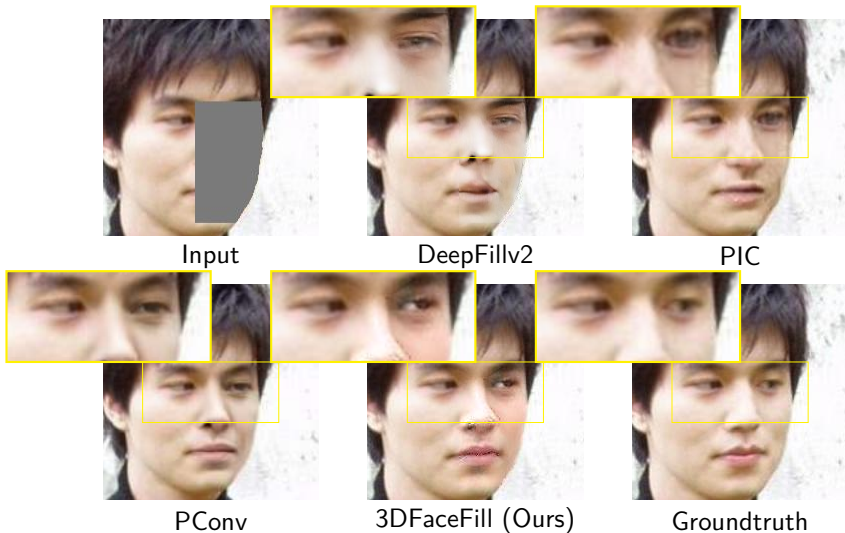 Input
DeepFillv2
PIC
PConv
3DFaceFill (Ours)
Groundtruth